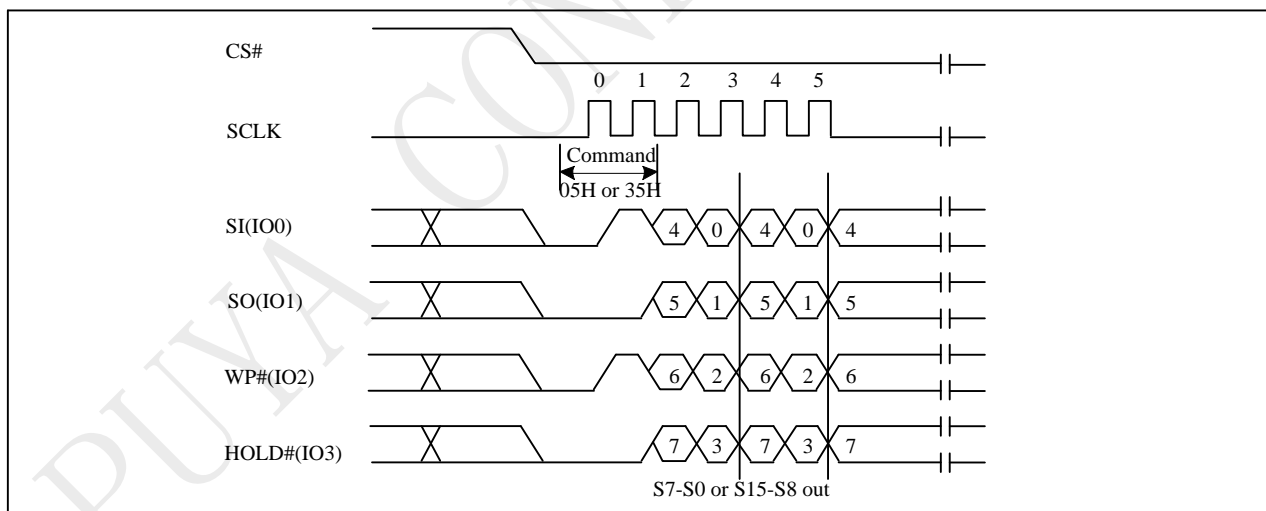 CS#
0 1 2 3 4 5
SCLK
Command
05H or 35H
SI(IO0) 4 0 4 0 4
SO(IO1) 5 1 5 1 5
WP#(IO2) 6 2 6 2 6
HOLD#(IO3) 7 3 7 3 7
S7-S0 or S15-S8 out
PUYA CON